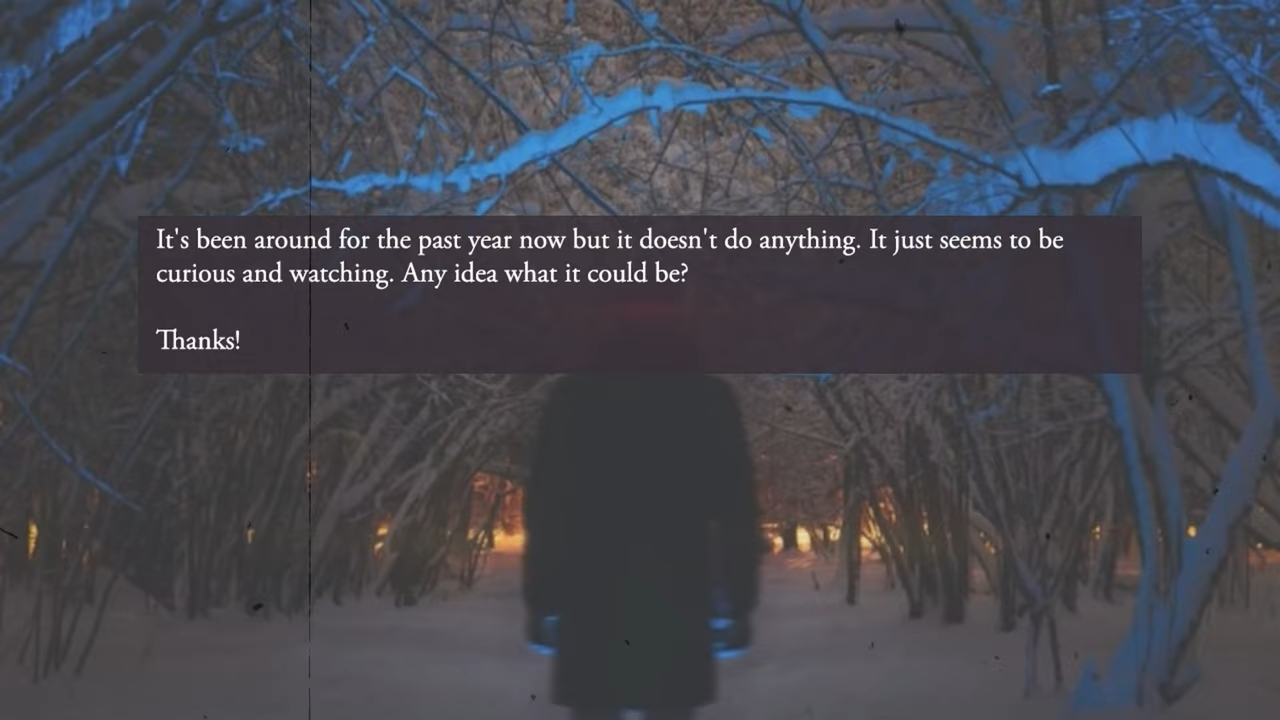 It's been around for the past year now but it doesn't do anything. It just seems to be
curious and watching. Any idea what it could be?
Thanks!